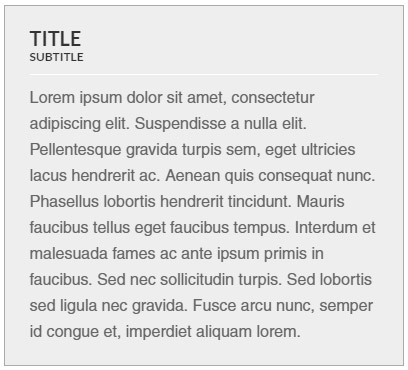 TITLE
SUBTITLE
Lorem ipsum dolor sit amet, consectetur
adipiscing elit. Suspendisse a nulla elit.
Pellentesque gravida turpis sem, eget ultricies
lacus hendrerit ac. Aenean quis consequat nunc.
Phasellus lobortis hendrerit tincidunt. Mauris
faucibus tellus eget faucibus tempus. Interdum et
malesuada fames ac ante ipsum primis in
faucibus. Sed nec sollicitudin turpis. Sed lobortis
sed ligula nec gravida. Fusce arcu nunc, semper
id congue et, imperdiet aliquam lorem.